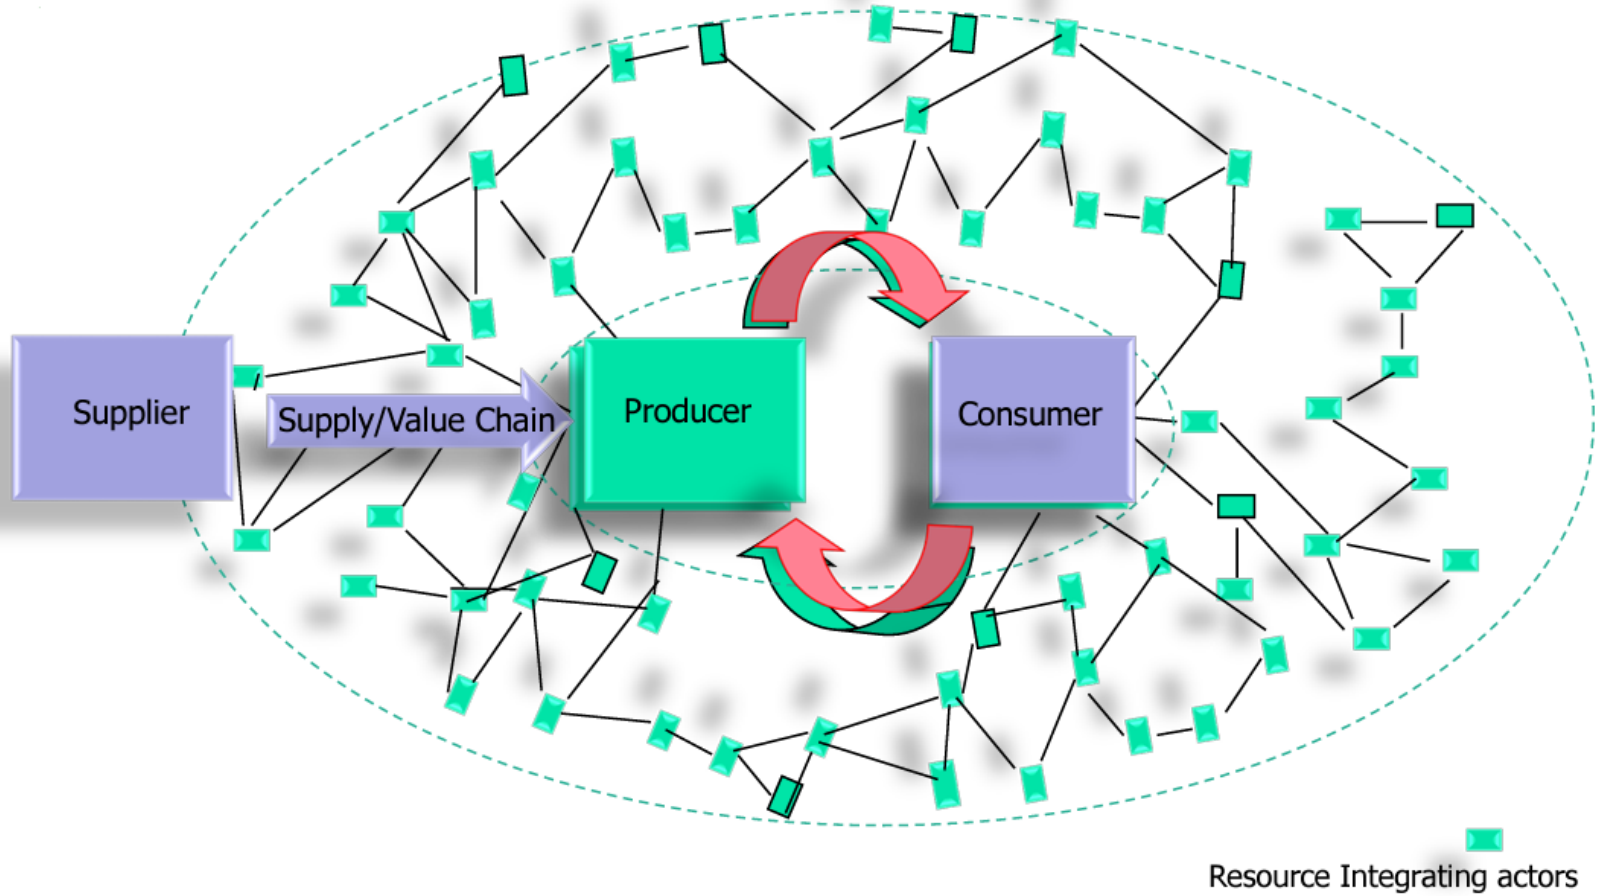 Supplier
Supply/Value Chain
Producer
Consumer
Resource Integrating actors